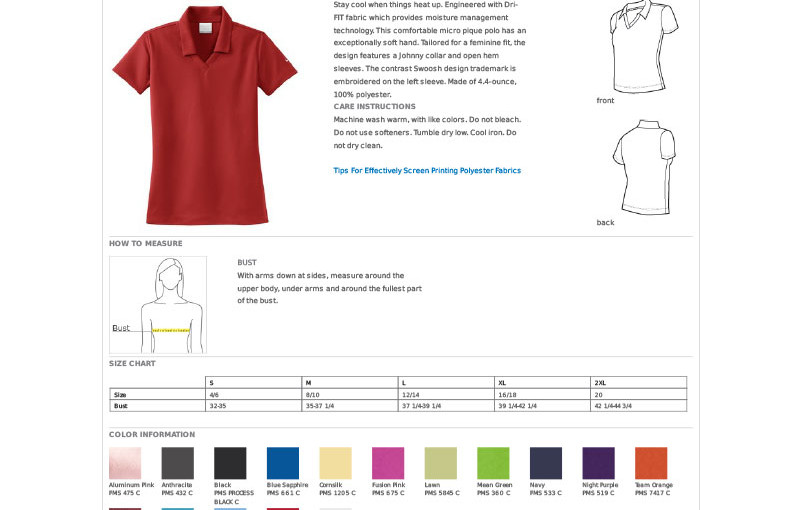 Stay cool when things heat up. Engineered with Dri-
FIT fabric which provides moisture management
technology. This comfortable micro pique polo has an
exceptionally soft hand. Tailored for a feminine fit, the
design features a Johnny collar and open hem
sleeves. The contrast Swoosh design trademark is
embroidered on the left sleeve. Made of 4.4-ounce,
100% polyester.
CARE INSTRUCTIONS
Machine wash warm, with like colors. Do not bleach.
Do not use softeners. Tumble dry low. Cool iron. Do
not dry clean.
Tips For Effectively Screen Printing Polyester Fabrics
front
back
HOW TO MEASURE
Bust
BUST
With arms down at sides, measure around the
upper body, under arms and around the fullest part
of the bust.
SIZE CHART
S M L XL 2XL
Size 4/6 8/10 12/14 16/18 20
Bust 32-35 35-37 1/4 37 1/4-39 1/4 39 1/4-42 1/4 42 1/4-44 3/4
COLOR INFORMATION
Aluminum Pink Anthracite Black Blue Sapphire Cornsilk Fusion Pink Lawn Mean Green Navy Night Purple Team Orange
PMS 475 C PMS 432 C PMS PROCESS PMS 661 C PMS 1205 C PMS 675 C PMS 5845 C PMS 360 C PMS 533 C PMS 519 C PMS 7417 C
BLACK C